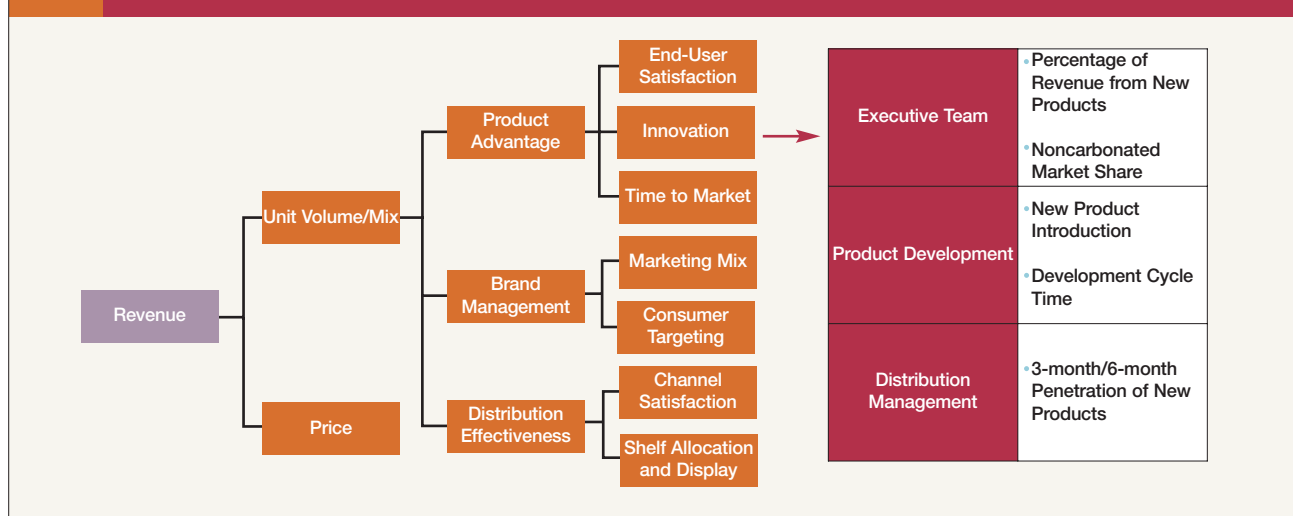 Revenue
Unit Volume/Mix
Price
Product
Advantage
Brand
Management
Distribution
Effectiveness
End-User
Satisfaction
Innovation
Time to Market
Marketing Mix
Consumer
Targeting
Channel
Satisfaction
Shelf Allocation
and Display
Executive Team
• Percentage of
Revenue from New
Products
• Noncarbonated
Market Share
Product Development
• New Product
Introduction
• Development Cycle
Time
Distribution
Management
• 3-month/6-month
Penetration of New
Products